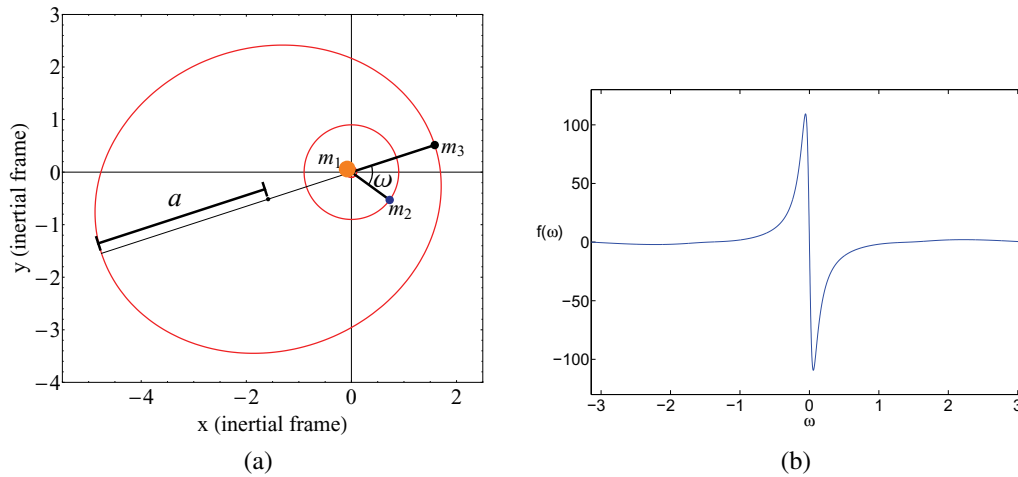 3
2
1
0
−1
−2
−3
−4
y (inertial frame)
a
m1
ω
m3
m2
−4 −2 0 2
x (inertial frame)
(a)
100
50
0
−50
−100
f(ω)
−3 −2 −1 0 1 2 3
ω
(b)